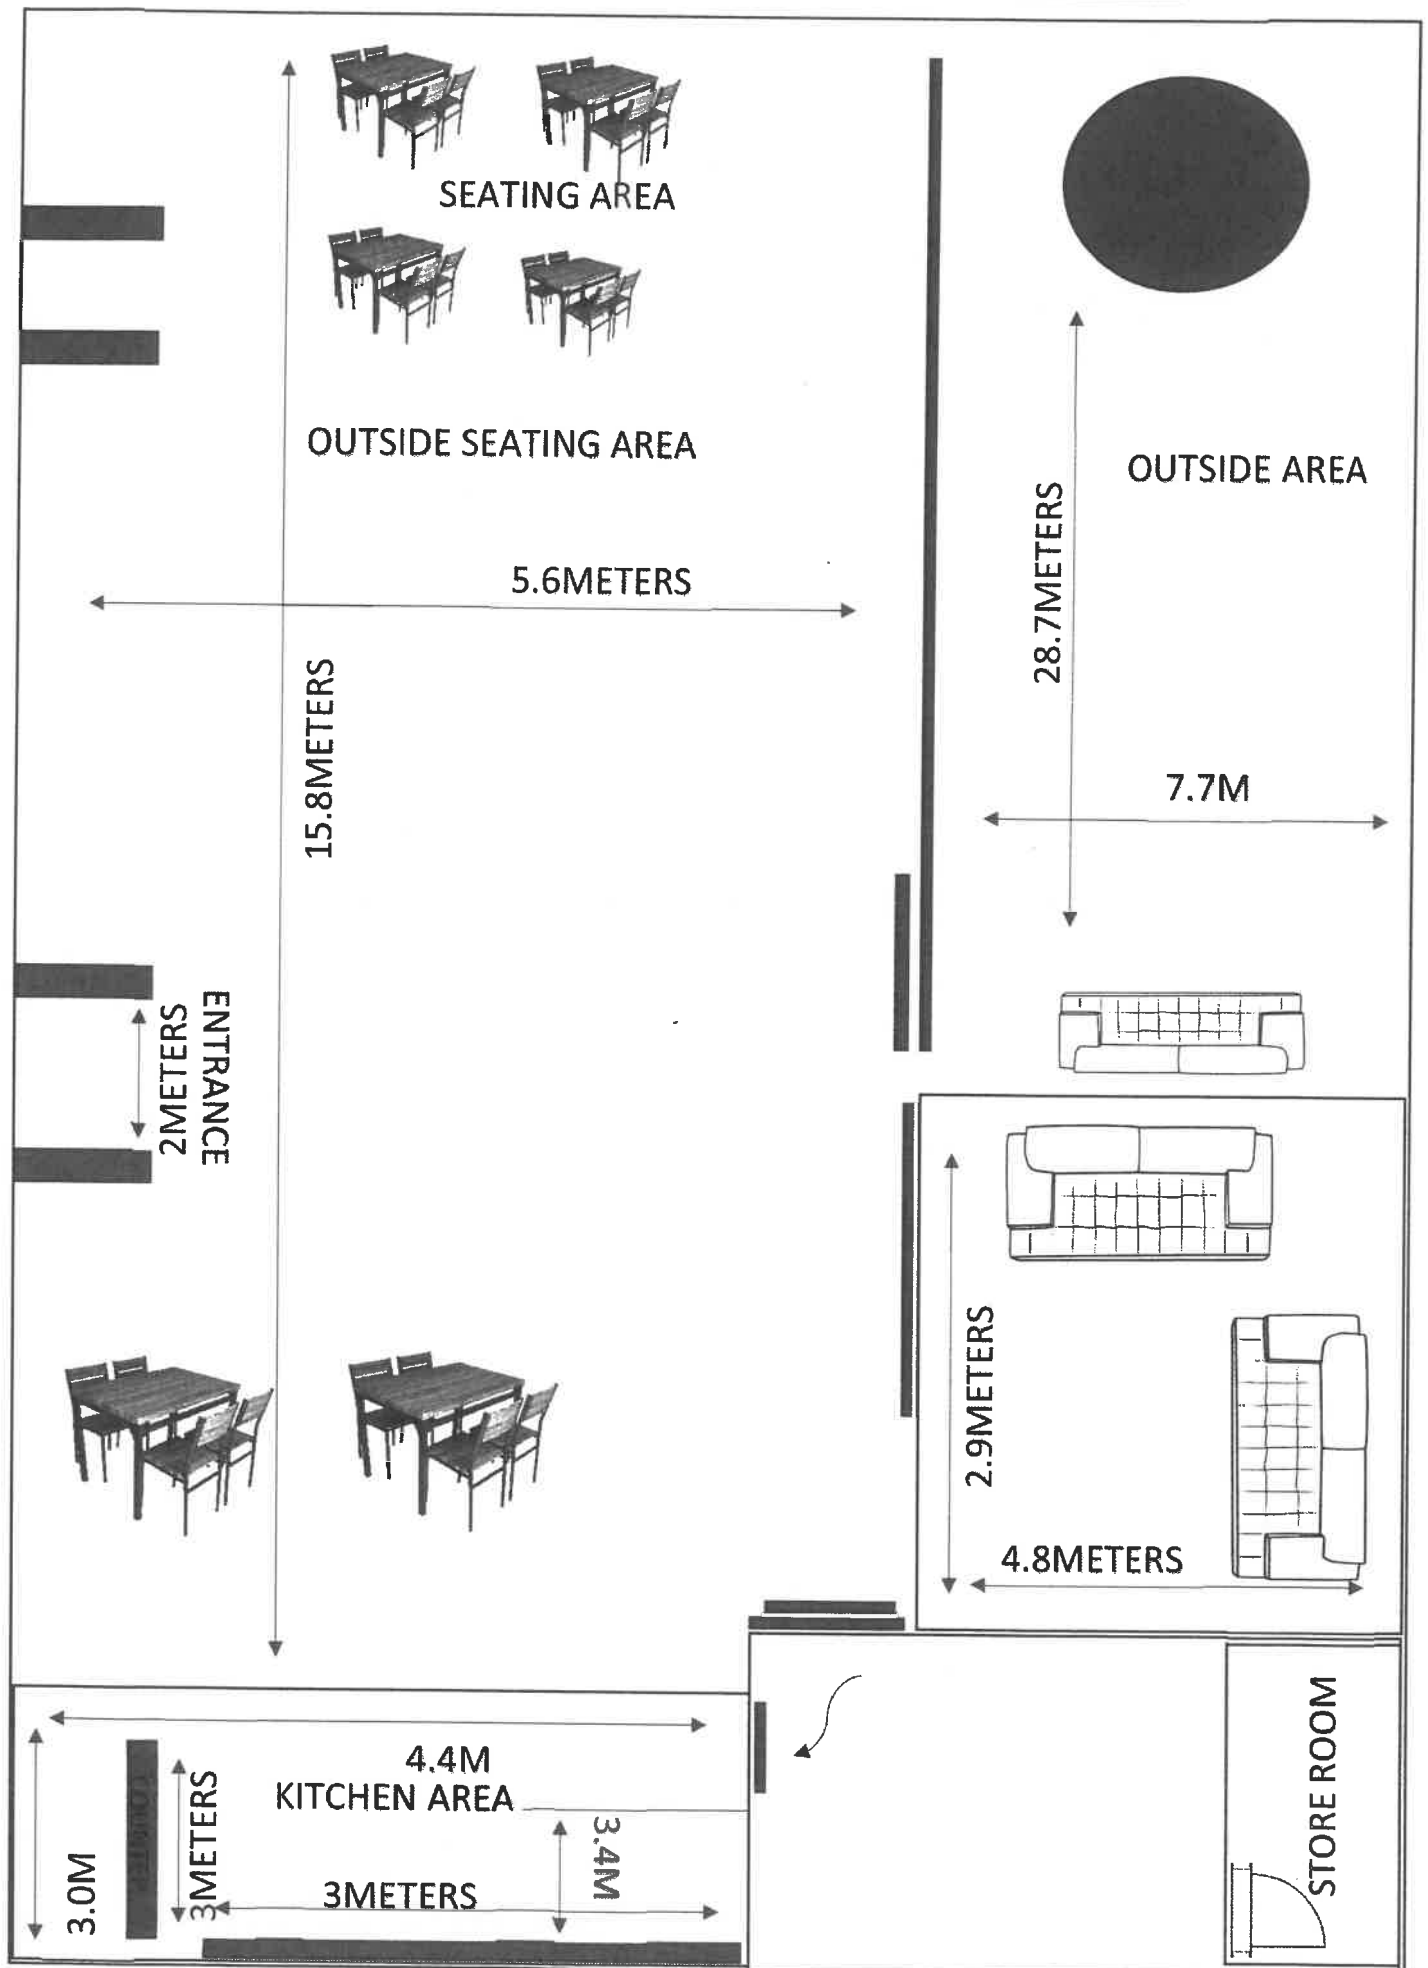 SEATING AREA
OUTSIDE SEATING AREA
OUTSIDE AREA
5.6METERS
28.7METERS
15.8METERS
7.7M
ENTRANCE
2METERS
2.9METERS
4.8METERS
4.4M
KITCHEN AREA
3.0M
COUNTER
3METERS
3.4M
3METERS
STORE ROOM